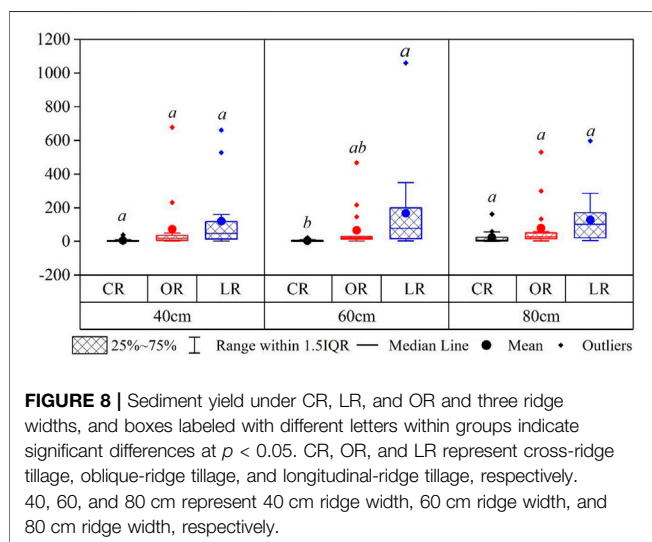 1200
1000
800
600
400
200
0
-200
a a a
b ab a
a a a
CR OR LR CR OR LR CR OR LR
40cm 60cm 80cm
25%~75% Range within 1.5IQR Median Line Mean Outliers
FIGURE 8 | Sediment yield under CR, LR, and OR and three ridge
widths, and boxes labeled with different letters within groups indicate
significant differences at p < 0.05. CR, OR, and LR represent cross-ridge
tillage, oblique-ridge tillage, and longitudinal-ridge tillage, respectively.
40, 60, and 80 cm represent 40 cm ridge width, 60 cm ridge width, and
80 cm ridge width, respectively.